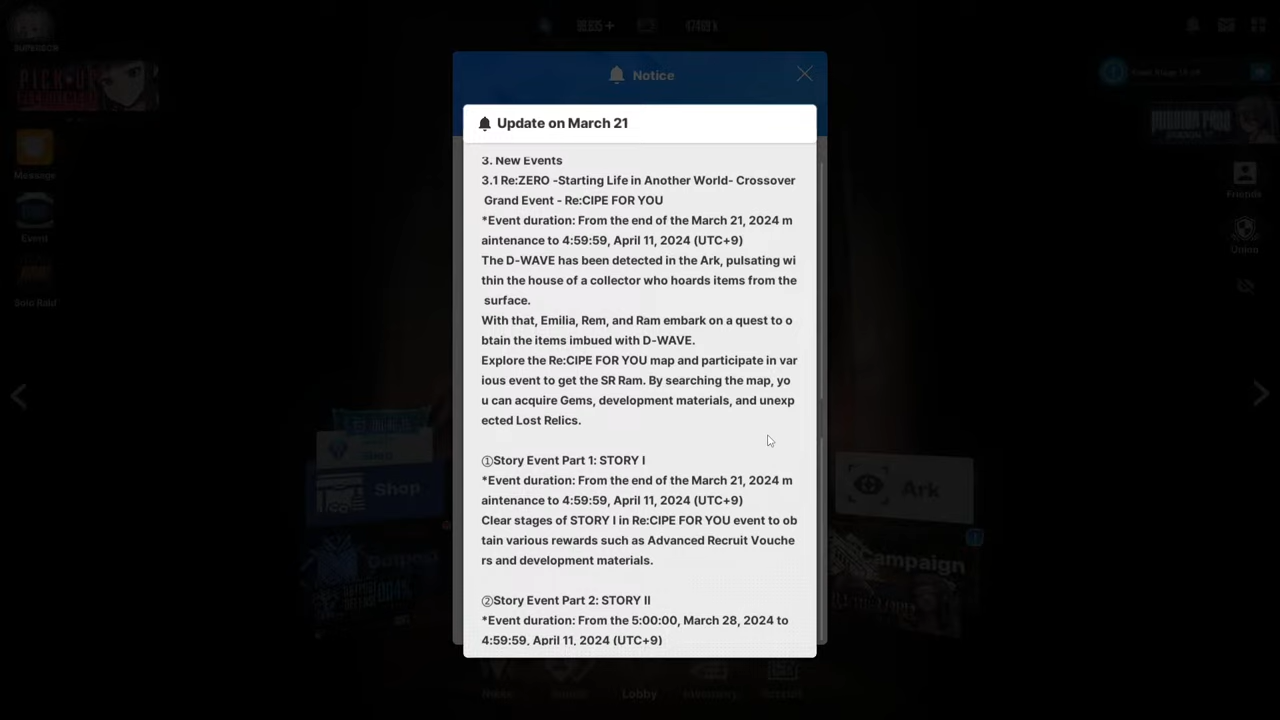 SUPERGCH
PICK-UP
Message
Event
Solo Raid
Notice
Update on March 21
3. New Events
3.1 Re:ZERO -Starting Life in Another World- Crossover
Grand Event - Re:CIPE FOR YOU
*Event duration: From the end of the March 21, 2024 m
aintenance to 4:59:59, April 11, 2024 (UTC+9)
The D-WAVE has been detected in the Ark, pulsating wi
thin the house of a collector who hoards items from the
surface.
With that, Emilia, Rem, and Ram embark on a quest to o
btain the items imbued with D-WAVE.
Explore the Re:CIPE FOR YOU map and participate in var
ious event to get the SR Ram. By searching the map, yo
u can acquire Gems, development materials, and unexp
ected Lost Relics.
①Story Event Part 1: STORY I
*Event duration: From the end of the March 21, 2024 m
aintenance to 4:59:59, April 11, 2024 (UTC+9)
Clear stages of STORY I in Re:CIPE FOR YOU event to ob
tain various rewards such as Advanced Recruit Vouche
rs and development materials.
②Story Event Part 2: STORY II
*Event duration: From the 5:00:00, March 28, 2024 to
4:59:59, April 11, 2024 (UTC+9)
Friends
Union
Shop
Ark
Outpost
Campaign
Lobby